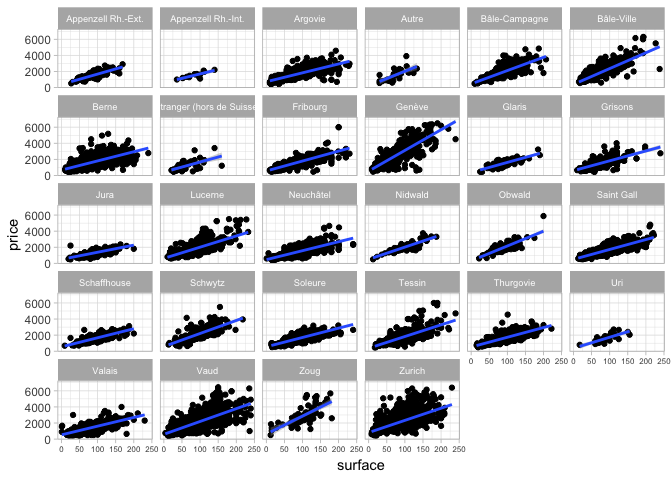 Appenzell Rh.-Ext. Appenzell Rh.-Int. Argovie Autre Bâle-Campagne Bâle-Ville
6000
4000
2000
0
Berne tranger (hors de Suisse Fribourg Genève Glaris Grisons
6000
4000
2000
0
Jura Lucerne Neuchâtel Nidwald Obwald Saint Gall
6000
4000
2000
0
price
Schaffhouse Schwytz Soleure Tessin Thurgovie Uri
6000
4000
2000
0
0 50 100 150 200 250 0 50 100 150 200 250
Valais Vaud Zoug Zurich
6000
4000
2000
0
0 50 100 150 200 250 0 50 100 150 200 250 0 50 100 150 200 250 0 50 100 150 200 250
surface